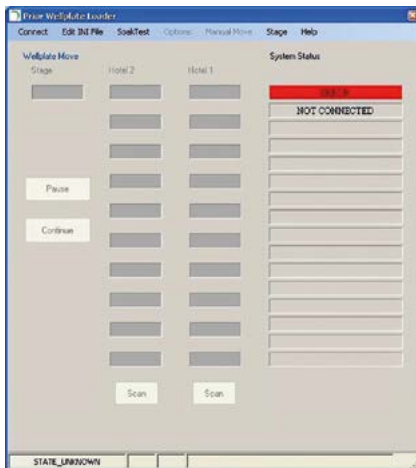 Prior Wellplate Loader
Connect Edit INI File SoakTest Options Manual Move Stage Help
Wellplate Move System Status
Stage Hotel 2 Hotel 1
ERROR
NOT CONNECTED
Pause
Continue
Scan Scan
STATE_UNKNOWN